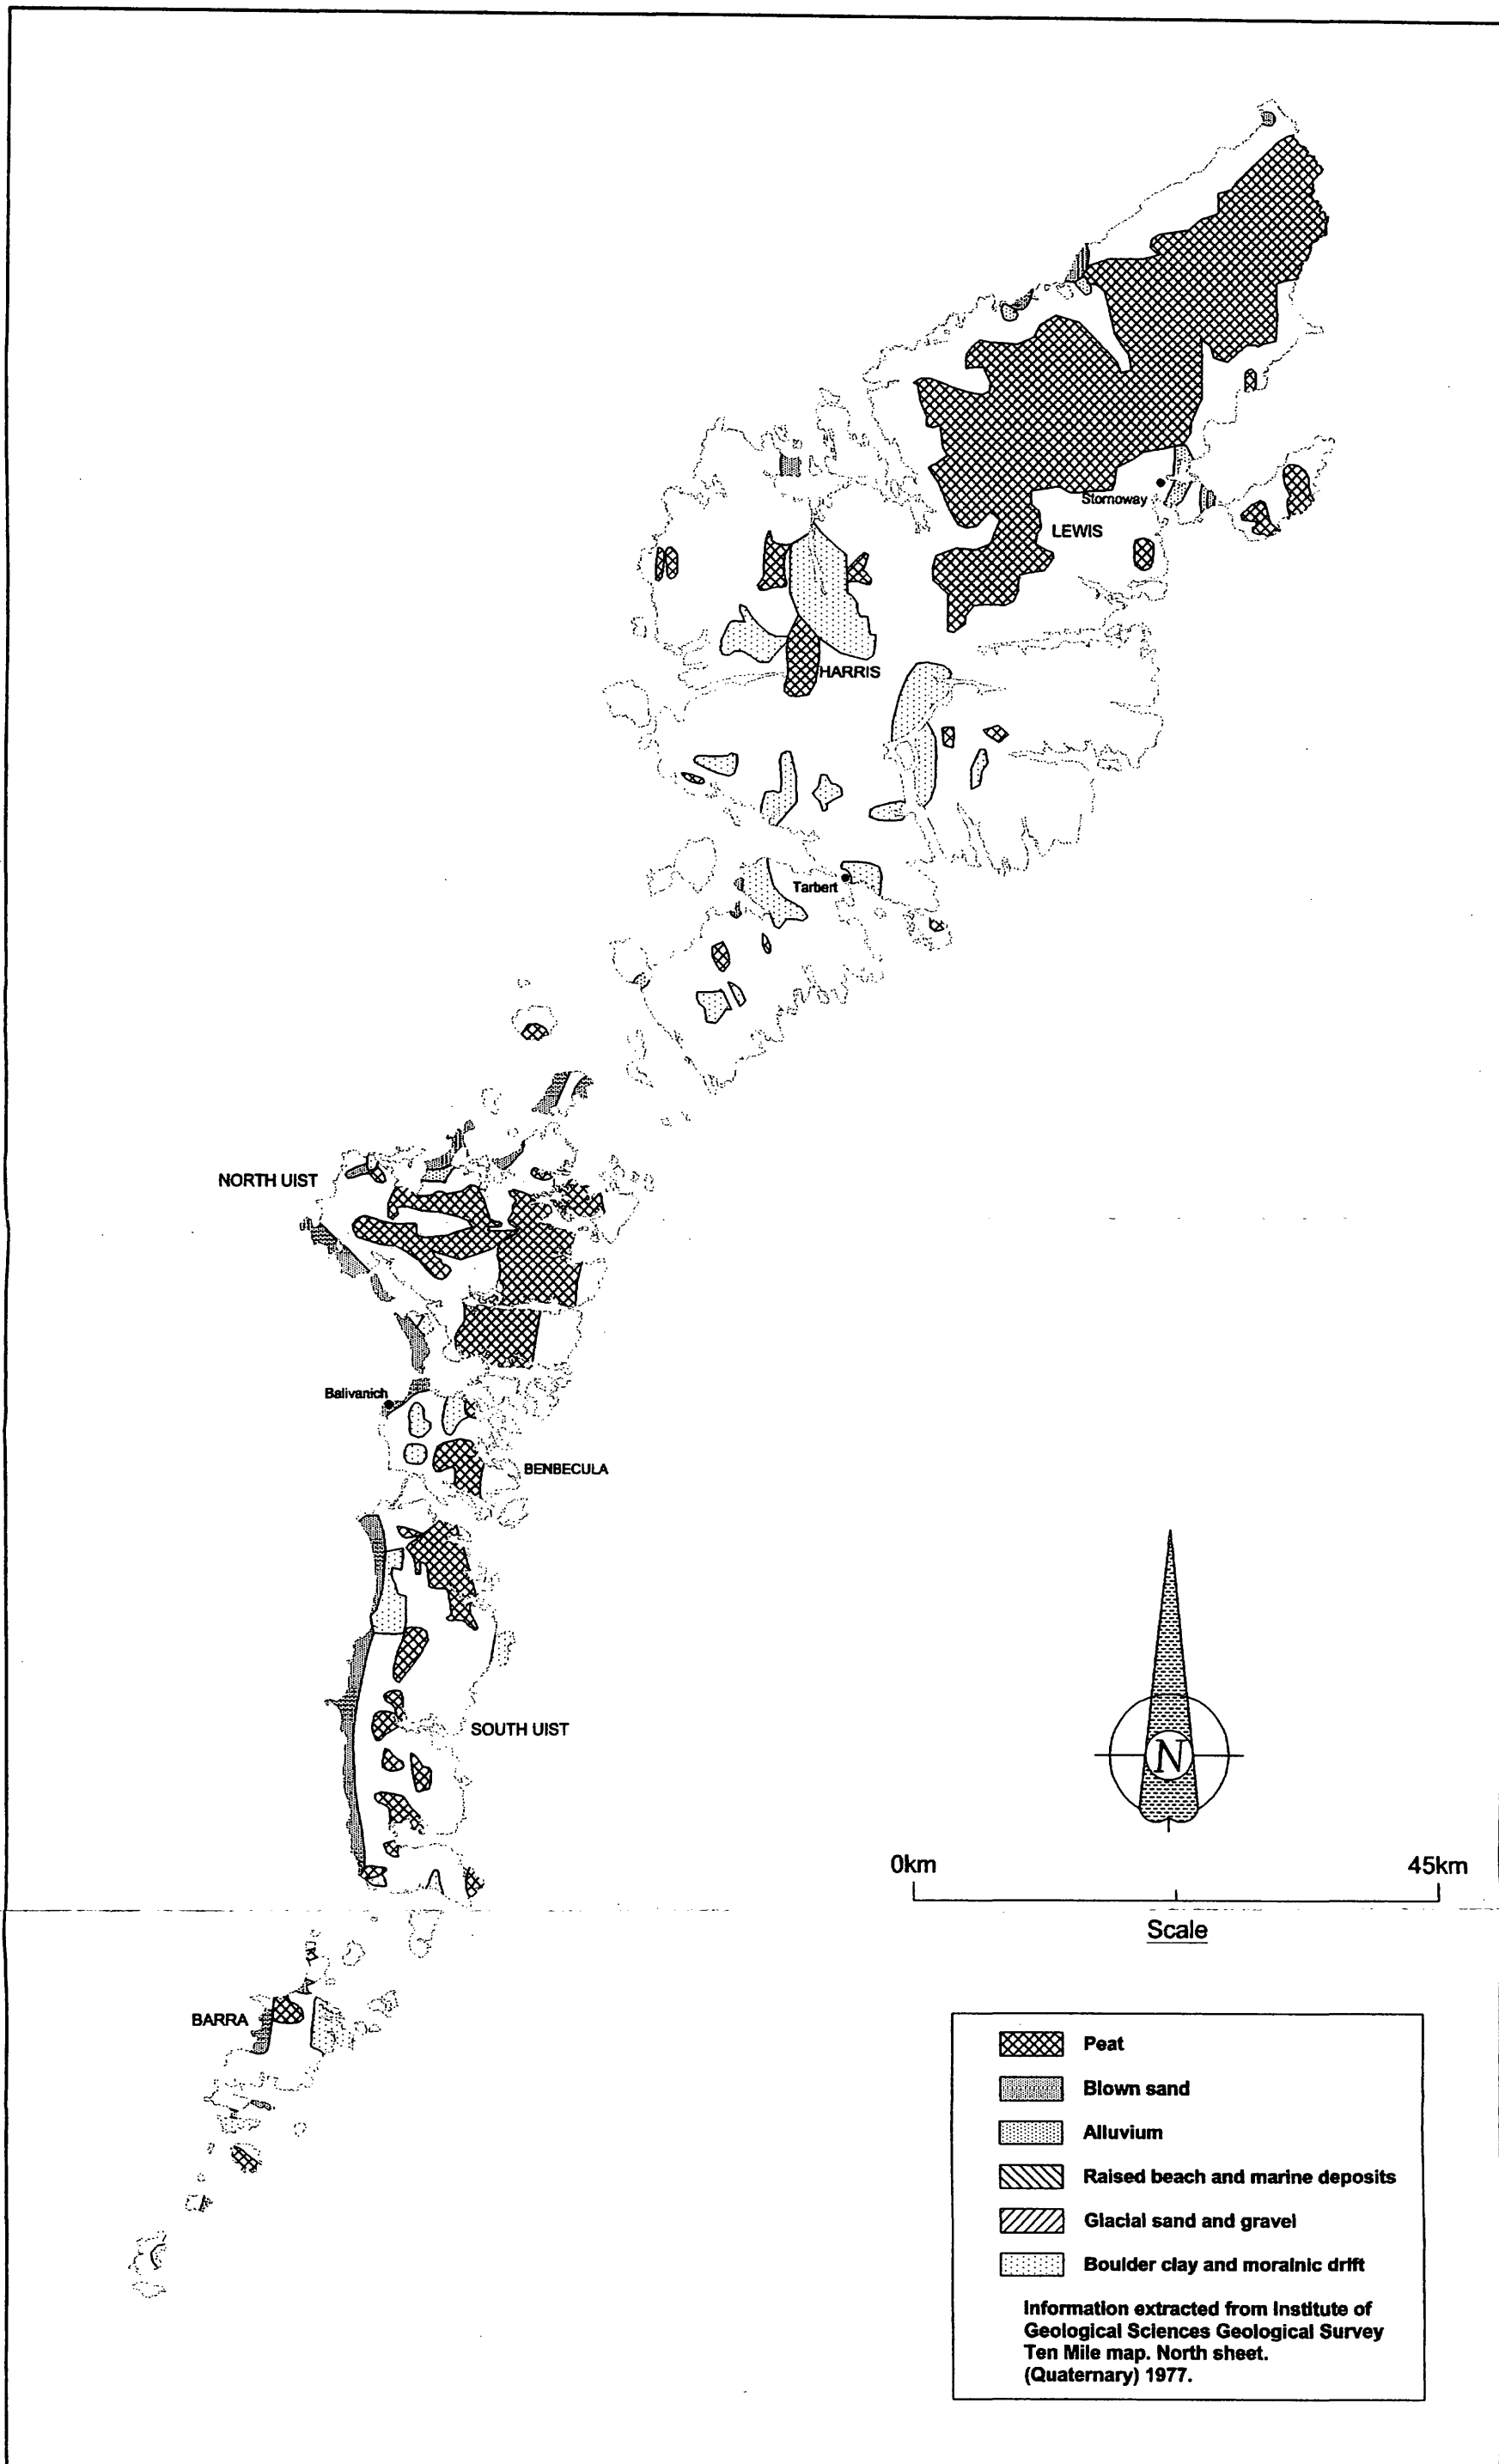 Stornoway
LEWIS
HARRIS
Tarbert
NORTH UIST
Balivanich
BENBECULA
SOUTH UIST
N
0km 45km
Scale
BARRA
Peat
Blown sand
Alluvium
Raised beach and marine deposits
Glacial sand and gravel
Boulder clay and morainic drift
Information extracted from Institute of
Geological Sciences Geological Survey
Ten Mile map. North sheet.
(Quaternary) 1977.